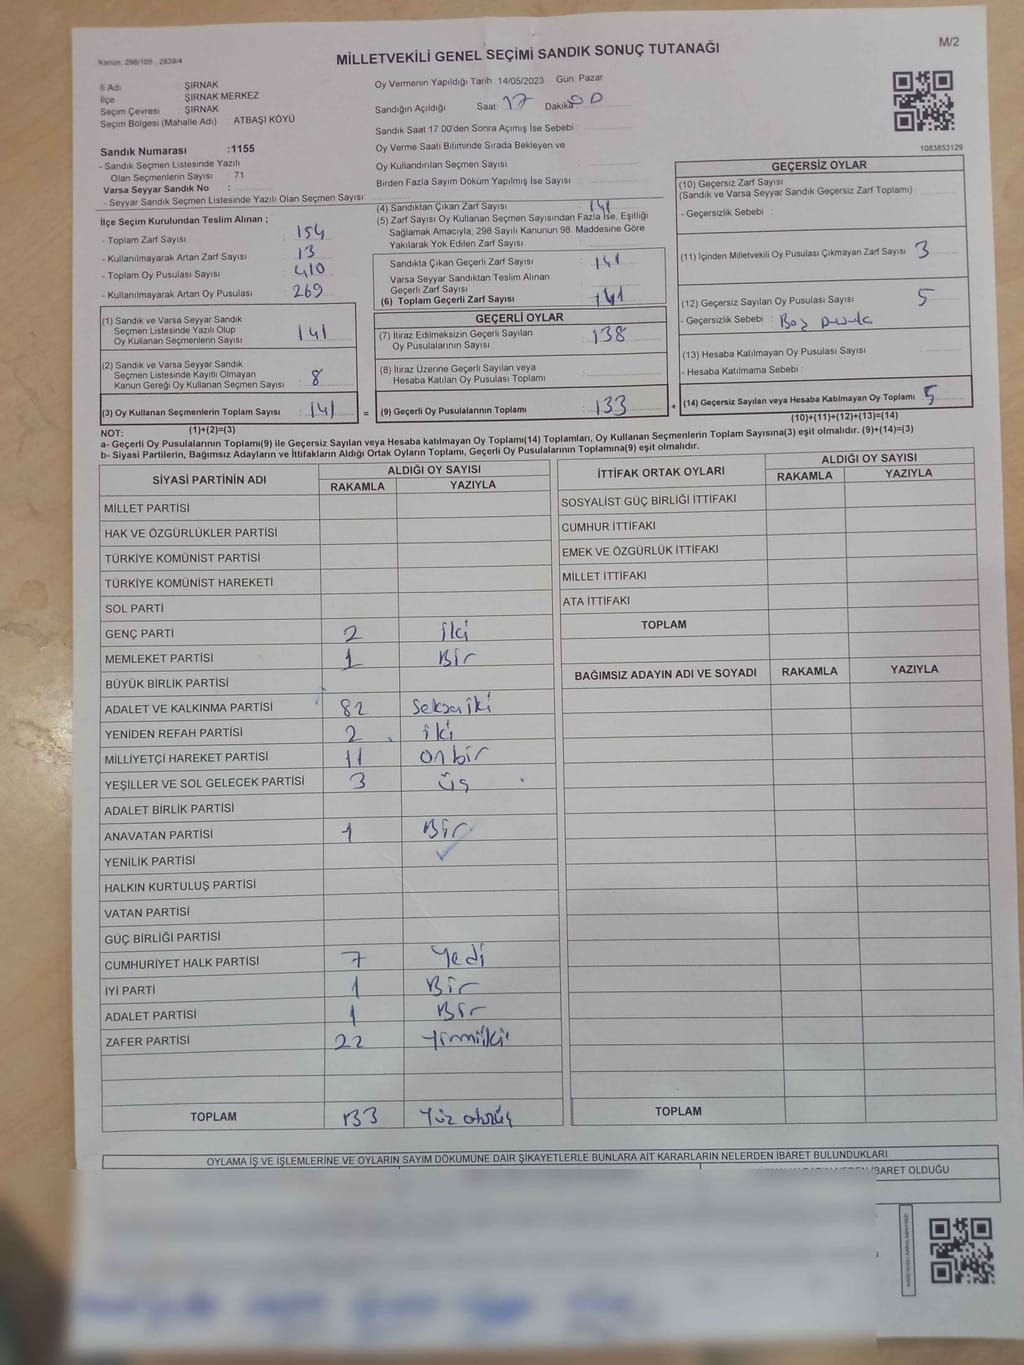 Kanun: 298/105 , 2839/4
MİLLETVEKİLİ GENEL SEÇİMİ SANDIK SONUÇ TUTANAĞI
M/2
İl Adı ŞIRNAK
İlçe ŞIRNAK MERKEZ
Seçim Çevresi ŞIRNAK
Seçim Bölgesi (Mahalle Adı) ATBAŞI KÖYÜ
Sandık Numarası :1155
- Sandık Seçmen Listesinde Yazılı
Olan Seçmenlerin Sayısı : 71
Varsa Seyyar Sandık No :
- Seyyar Sandık Seçmen Listesinde Yazılı Olan Seçmen Sayısı
Oy Vermenin Yapıldığı Tarih 14/05/2023 Gün: Pazar
Sandığın Açıldığı Saat 17 Dakika 00
Sandık Saat 17.00'den Sonra Açımış İse Sebebi
Oy Verme Saati Bitiminde Sırada Bekleyen ve
Oy Kullandırılan Seçmen Sayısı
Birden Fazla Sayım Döküm Yapılmış İse Sayısı
1083853129
İlçe Seçim Kurulundan Teslim Alınan ;
- Toplam Zarf Sayısı : 154
- Kullanılmayarak Artan Zarf Sayısı : 13
- Toplam Oy Pusulası Sayısı : 410
- Kullanılmayarak Artan Oy Pusulası : 269
(1) Sandık ve Varsa Seyyar Sandık
Seçmen Listesinde Yazılı Olup
Oy Kullanan Seçmenlerin Sayısı : 141
(2) Sandık ve Varsa Seyyar Sandık
Seçmen Listesinde Kayıtlı Olmayan
Kanun Gereği Oy Kullanan Seçmen Sayısı : 8
(3) Oy Kullanan Seçmenlerin Toplam Sayısı : 141
(1)+(2)=(3)
(4) Sandıktan Çıkan Zarf Sayısı : 141
(5) Zarf Sayısı Oy Kullanan Seçmen Sayısından Fazla İse, Eşitliği
Sağlamak Amacıyla, 298 Sayılı Kanunun 98. Maddesine Göre
Yakılarak Yok Edilen Zarf Sayısı
Sandıkta Çıkan Geçerli Zarf Sayısı : 141
Varsa Seyyar Sandıktan Teslim Alınan
Geçerli Zarf Sayısı
(6) Toplam Geçerli Zarf Sayısı : 141
GEÇERLİ OYLAR
(7) İtiraz Edilmeksizin Geçerli Sayılan
Oy Pusulalarının Sayısı : 138
(8) İtiraz Üzerine Geçerli Sayılan veya
Hesaba Katılan Oy Pusulası Toplamı
= (9) Geçerli Oy Pusulalarının Toplamı : 133
GEÇERSİZ OYLAR
(10) Geçersiz Zarf Sayısı
(Sandık ve Varsa Seyyar Sandık Geçersiz Zarf Toplamı)
- Geçersizlik Sebebi :
(11) İçinden Milletvekili Oy Pusulası Çıkmayan Zarf Sayısı : 3
(12) Geçersiz Sayılan Oy Pusulası Sayısı : 5
- Geçersizlik Sebebi :
(13) Hesaba Katılmayan Oy Pusulası Sayısı :
- Hesaba Katılmama Sebebi :
+ (14) Geçersiz Sayılan veya Hesaba Katılmayan Oy Toplamı : 5
(10)+(11)+(12)+(13)=(14)
NOT:
a- Geçerli Oy Pusulalarının Toplamı(9) ile Geçersiz Sayılan veya Hesaba katılmayan Oy Toplamı(14) Toplamları, Oy Kullanan Seçmenlerin Toplam Sayısına(3) eşit olmalıdır. (9)+(14)=(3)
b- Siyasi Partilerin, Bağımsız Adayların ve İttifakların Aldığı Ortak Oyların Toplamı, Geçerli Oy Pusulalarının Toplamına(9) eşit olmalıdır.
SİYASİ PARTİNİN ADI ALDIĞI OY SAYISI
RAKAMLA YAZIYLA
MİLLET PARTİSİ
HAK VE ÖZGÜRLÜKLER PARTİSİ
TÜRKİYE KOMÜNİST PARTİSİ
TÜRKİYE KOMÜNİST HAREKETİ
SOL PARTİ
GENÇ PARTİ 2 iki
MEMLEKET PARTİSİ 1 Bir
BÜYÜK BİRLİK PARTİSİ
ADALET VE KALKINMA PARTİSİ 82
YENİDEN REFAH PARTİSİ 2 iki
MİLLİYETÇİ HAREKET PARTİSİ 11 on bir
YEŞİLLER VE SOL GELECEK PARTİSİ 3 üç
ADALET BİRLİK PARTİSİ
ANAVATAN PARTİSİ 1 Bir
YENİLİK PARTİSİ
HALKIN KURTULUŞ PARTİSİ
VATAN PARTİSİ
GÜÇ BİRLİĞİ PARTİSİ
CUMHURİYET HALK PARTİSİ 7 Yedi
İYİ PARTİ 1 Bir
ADALET PARTİSİ 1 Bir
ZAFER PARTİSİ 22
TOPLAM 133
İTTİFAK ORTAK OYLARI ALDIĞI OY SAYISI
RAKAMLA YAZIYLA
SOSYALİST GÜÇ BİRLİĞİ İTTİFAKI
CUMHUR İTTİFAKI
EMEK VE ÖZGÜRLÜK İTTİFAKI
MİLLET İTTİFAKI
ATA İTTİFAKI
TOPLAM
BAĞIMSIZ ADAYIN ADI VE SOYADI RAKAMLA YAZIYLA
TOPLAM
OYLAMA İŞ VE İŞLEMLERİNE VE OYLARIN SAYIM DÖKÜMÜNE DAİR ŞİKAYETLERLE BUNLARA AİT KARARLARIN NELERDEN İBARET BULUNDUKLARI
İBARET OLDUĞU